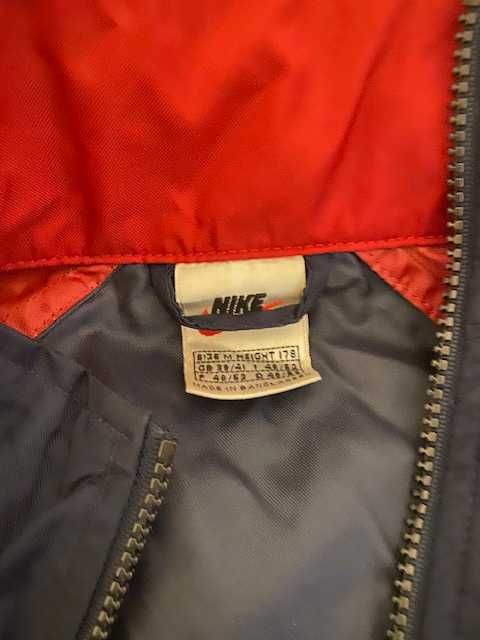 NIKE
SIZE M HEIGHT 178
GB 39/41 I 48/52
F 48/52 D 48/52
MADE IN BANGLADESH